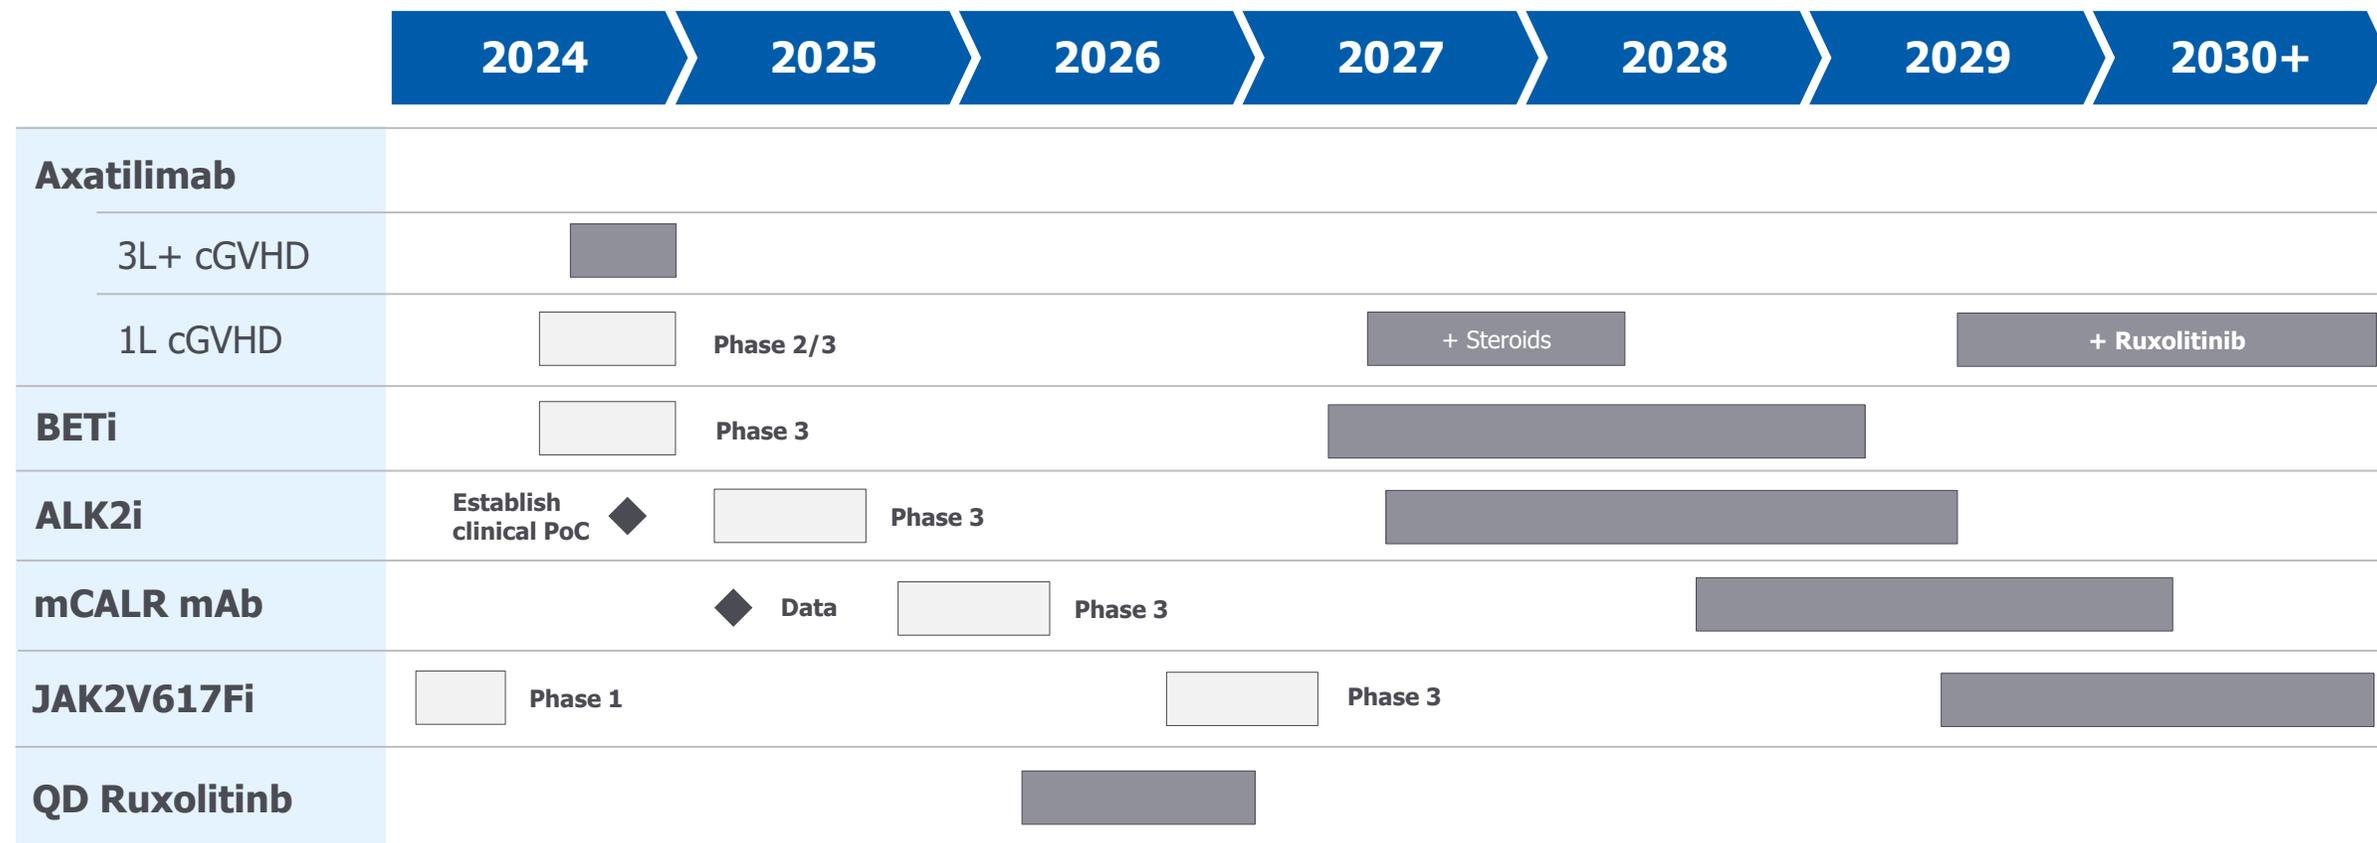 2024 2025 2026 2027 2028 2029 2030+
Axatilimab
3L+ cGVHD
1L cGVHD Phase 2/3 + Steroids + Ruxolitinib
BETi Phase 3
ALK2i Establish clinical PoC Phase 3
mCALR mAb Data Phase 3
JAK2V617Fi Phase 1 Phase 3
QD Ruxolitinb